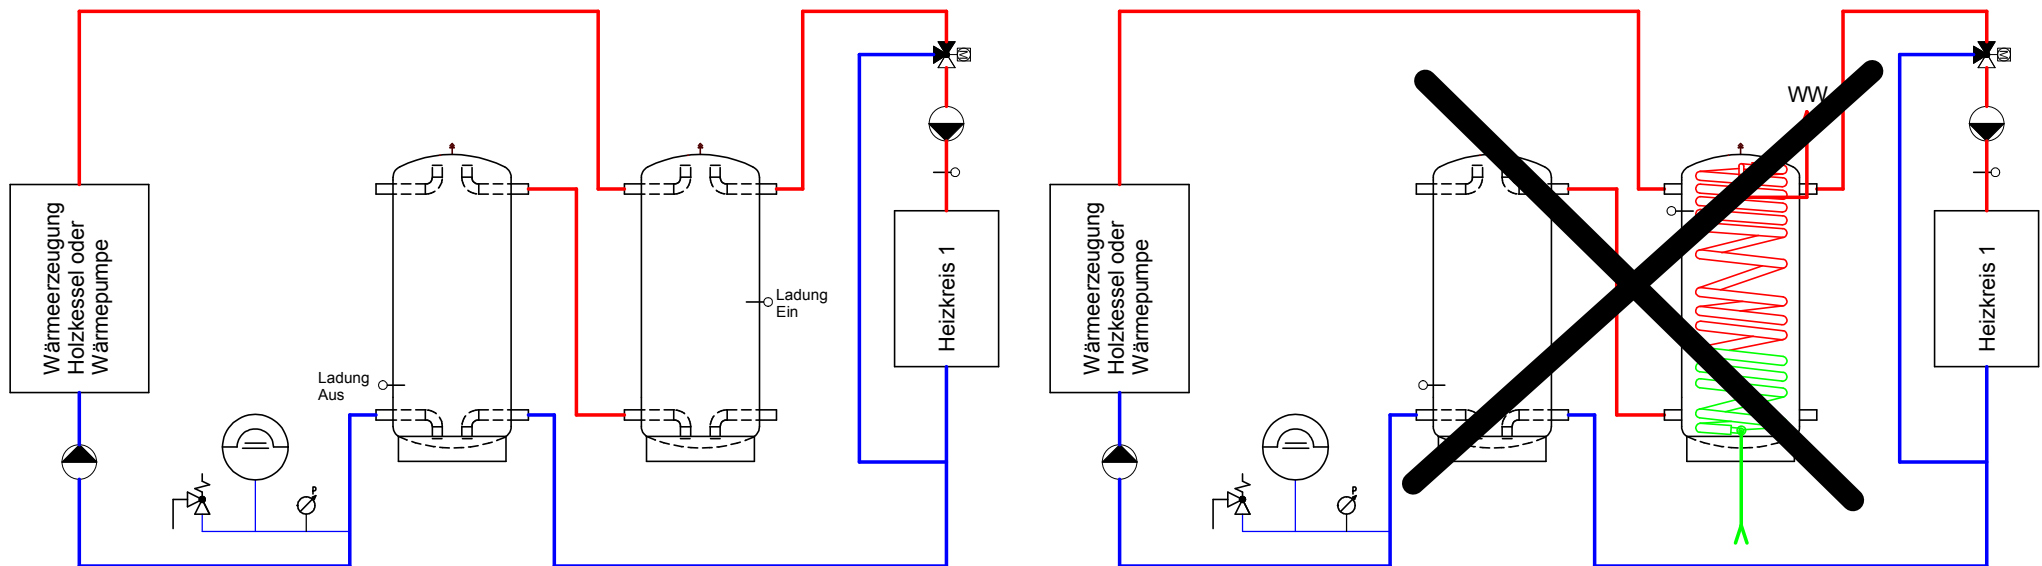 Wärmeerzeugung
Holzkessel oder
Wärmepumpe
Ladung
Aus
P
Ladung
Ein
M
Heizkreis 1
Wärmeerzeugung
Holzkessel oder
Wärmepumpe
P
WW
M
Heizkreis 1